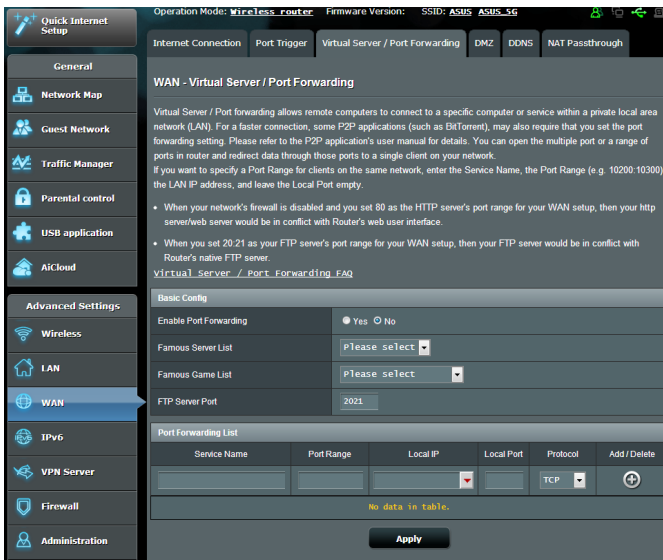 Quick Internet
Setup
General
Network Map
Guest Network
Traffic Manager
Parental control
USB application
AiCloud
Advanced Settings
Wireless
LAN
WAN
IPv6
VPN Server
Firewall
Administration
Operation Mode: Wireless router Firmware Version: SSID: ASUS ASUS_5G
Internet Connection Port Trigger Virtual Server / Port Forwarding DMZ DDNS NAT Passthrough
WAN - Virtual Server / Port Forwarding
Virtual Server / Port forwarding allows remote computers to connect to a specific computer or service within a private local area
network (LAN). For a faster connection, some P2P applications (such as BitTorrent), may also require that you set the port
forwarding setting. Please refer to the P2P application's user manual for details. You can open the multiple port or a range of
ports in router and redirect data through those ports to a single client on your network.
If you want to specify a Port Range for clients on the same network, enter the Service Name, the Port Range (e.g. 10200:10300)
the LAN IP address, and leave the Local Port empty.
• When your network's firewall is disabled and you set 80 as the HTTP server's port range for your WAN setup, then your http
server/web server would be in conflict with Router's web user interface.
• When you set 20:21 as your FTP server's port range for your WAN setup, then your FTP server would be in conflict with
Router's native FTP server.
Virtual Server / Port Forwarding FAQ
Basic Config
Enable Port Forwarding Yes No
Famous Server List Please select
Famous Game List Please select
FTP Server Port 2021
Port Forwarding List
Service Name Port Range Local IP Local Port Protocol Add / Delete
TCP
No data in table.
Apply